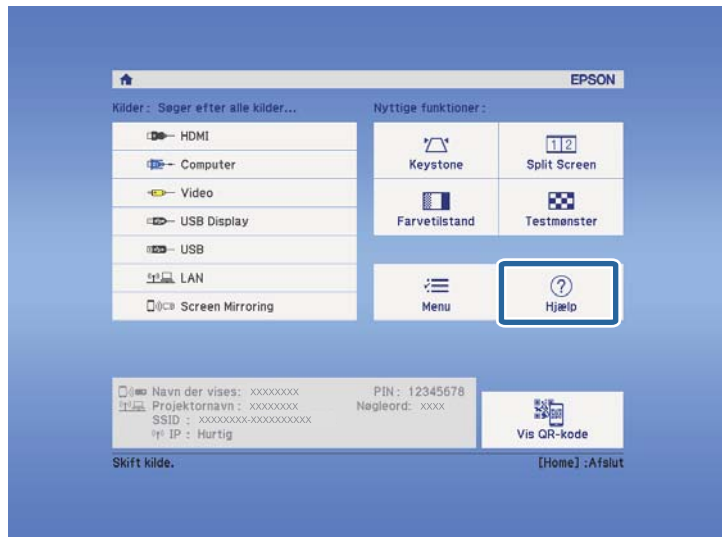 EPSON
Kilder: Søger efter alle kilder...
HDMI
Computer
Video
USB Display
USB
LAN
Screen Mirroring
Nyttige funktioner:
Keystone
1 2
Split Screen
Farvetilstand
Testmønster
Menu
?
Hjælp
Navn der vises: XXXXXXXX
PIN: 12345678
Projektornavn: XXXXXXXX
Nøgleord: XXXX
SSID : XXXXXXXX-XXXXXXXXXX
IP : Hurtig
Vis QR-kode
Skift kilde.
[Home] :Afslut